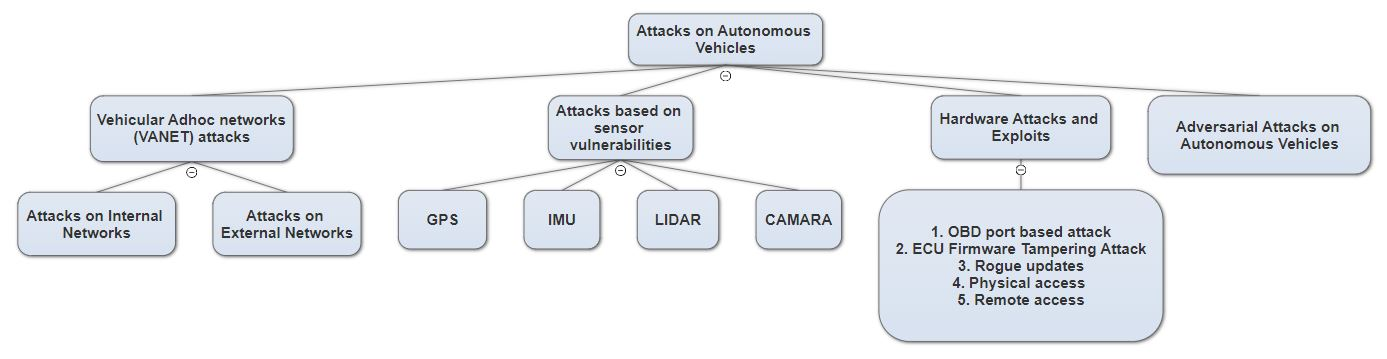 Attacks on Autonomous
Vehicles
Vehicular Adhoc networks
(VANET) attacks
Attacks based on
sensor
vulnerabilities
Hardware Attacks and
Exploits
Adversarial Attacks on
Autonomous Vehicles
Attacks on Internal
Networks
Attacks on
External Networks
GPS
IMU
LIDAR
CAMARA
1. OBD port based attack
2. ECU Firmware Tampering Attack
3. Rogue updates
4. Physical access
5. Remote access